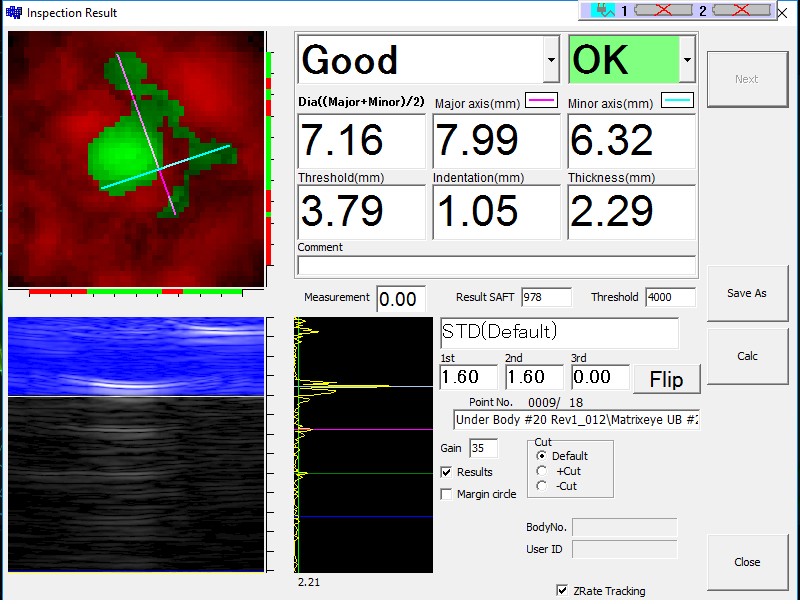 Inspection Result
1 2
Good OK
Next
Dia((Major+Minor)/2) Major axis(mm) Minor axis(mm)
7.16 7.99 6.32
Threshold(mm) Indentation(mm) Thickness(mm)
3.79 1.05 2.29
Comment
Measurement 0.00 Result SAFT 978 Threshold 4000
Save As
STD(Default)
1st 2nd 3rd
1.60 1.60 0.00 Flip
Calc
Point No. 0009/ 18
Under Body #20 Rev1_012\Matrixeye UB #2
Gain 35
Cut
Default
Results
+Cut
-Cut
Margin circle
BodyNo.
User ID
Close
2.21
ZRate Tracking